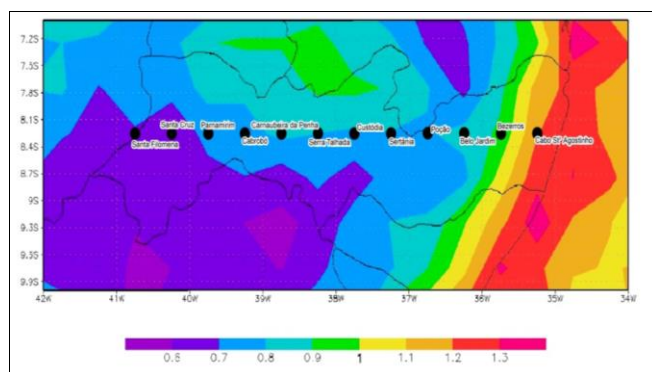 7.2S
7.5S
7.8S
8.1S
8.4S
8.7S
9S
9.3S
9.5S
9.9S
Santa Cruz
Parnamirim
Carnaubeira da Penha
Custódia
Poção
Bezerros
Santa Filomena
Cabrobó
Serra Talhada
Sertânia
Belo Jardim
Cabo St. Agostinho
42W
41W
40W
39W
38W
37W
36W
35W
34W
0.6
0.7
0.8
0.9
1
1.1
1.2
1.3